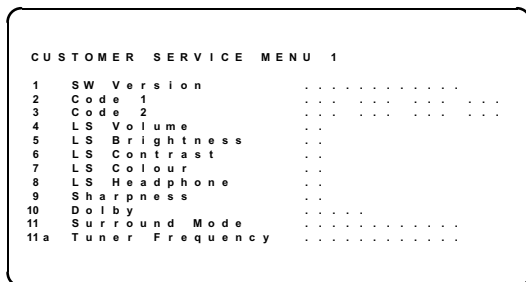 CUSTOMER SERVICE MENU 1
1 SW Version . . . . . . . . . . . .
2 Code 1 . . . . . . . . . . . .
3 Code 2 . . . . . . . . . . . .
4 LS Volume . .
5 LS Brightness . .
6 LS Contrast . .
7 LS Colour . .
8 LS Headphone . .
9 Sharpness . .
10 Dolby . . . . .
11 Surround Mode . . . . . . . . . . . .
11a Tuner Frequency . . . . . . . . . . . .